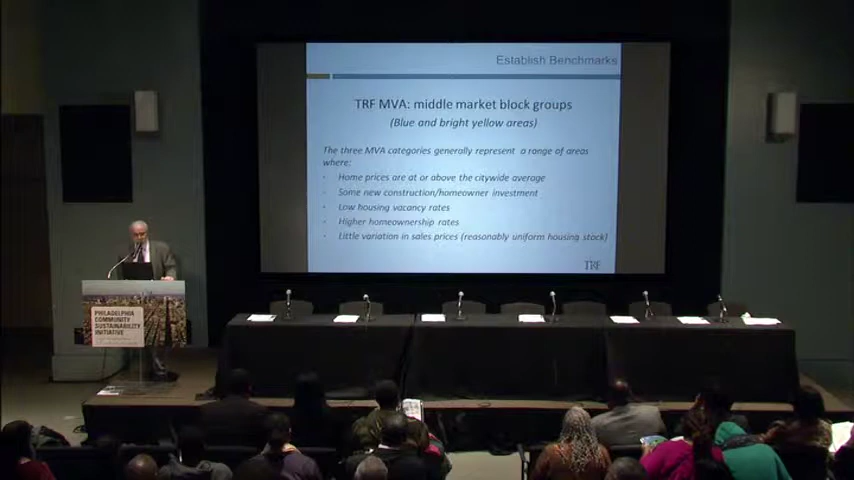 Establish Benchmarks
TRF MVA: middle market block groups
(Blue and bright yellow areas)
The three MVA categories generally represent a range of areas
where:
· Home prices are at or above the citywide average
· Some new construction/homeowner investment
· Low housing vacancy rates
· Higher homeownership rates
· Little variation in sales prices (reasonably uniform housing stock)
TRF
PHILADELPHIA
COMMUNITY
SUSTAINABILITY
INITIATIVE